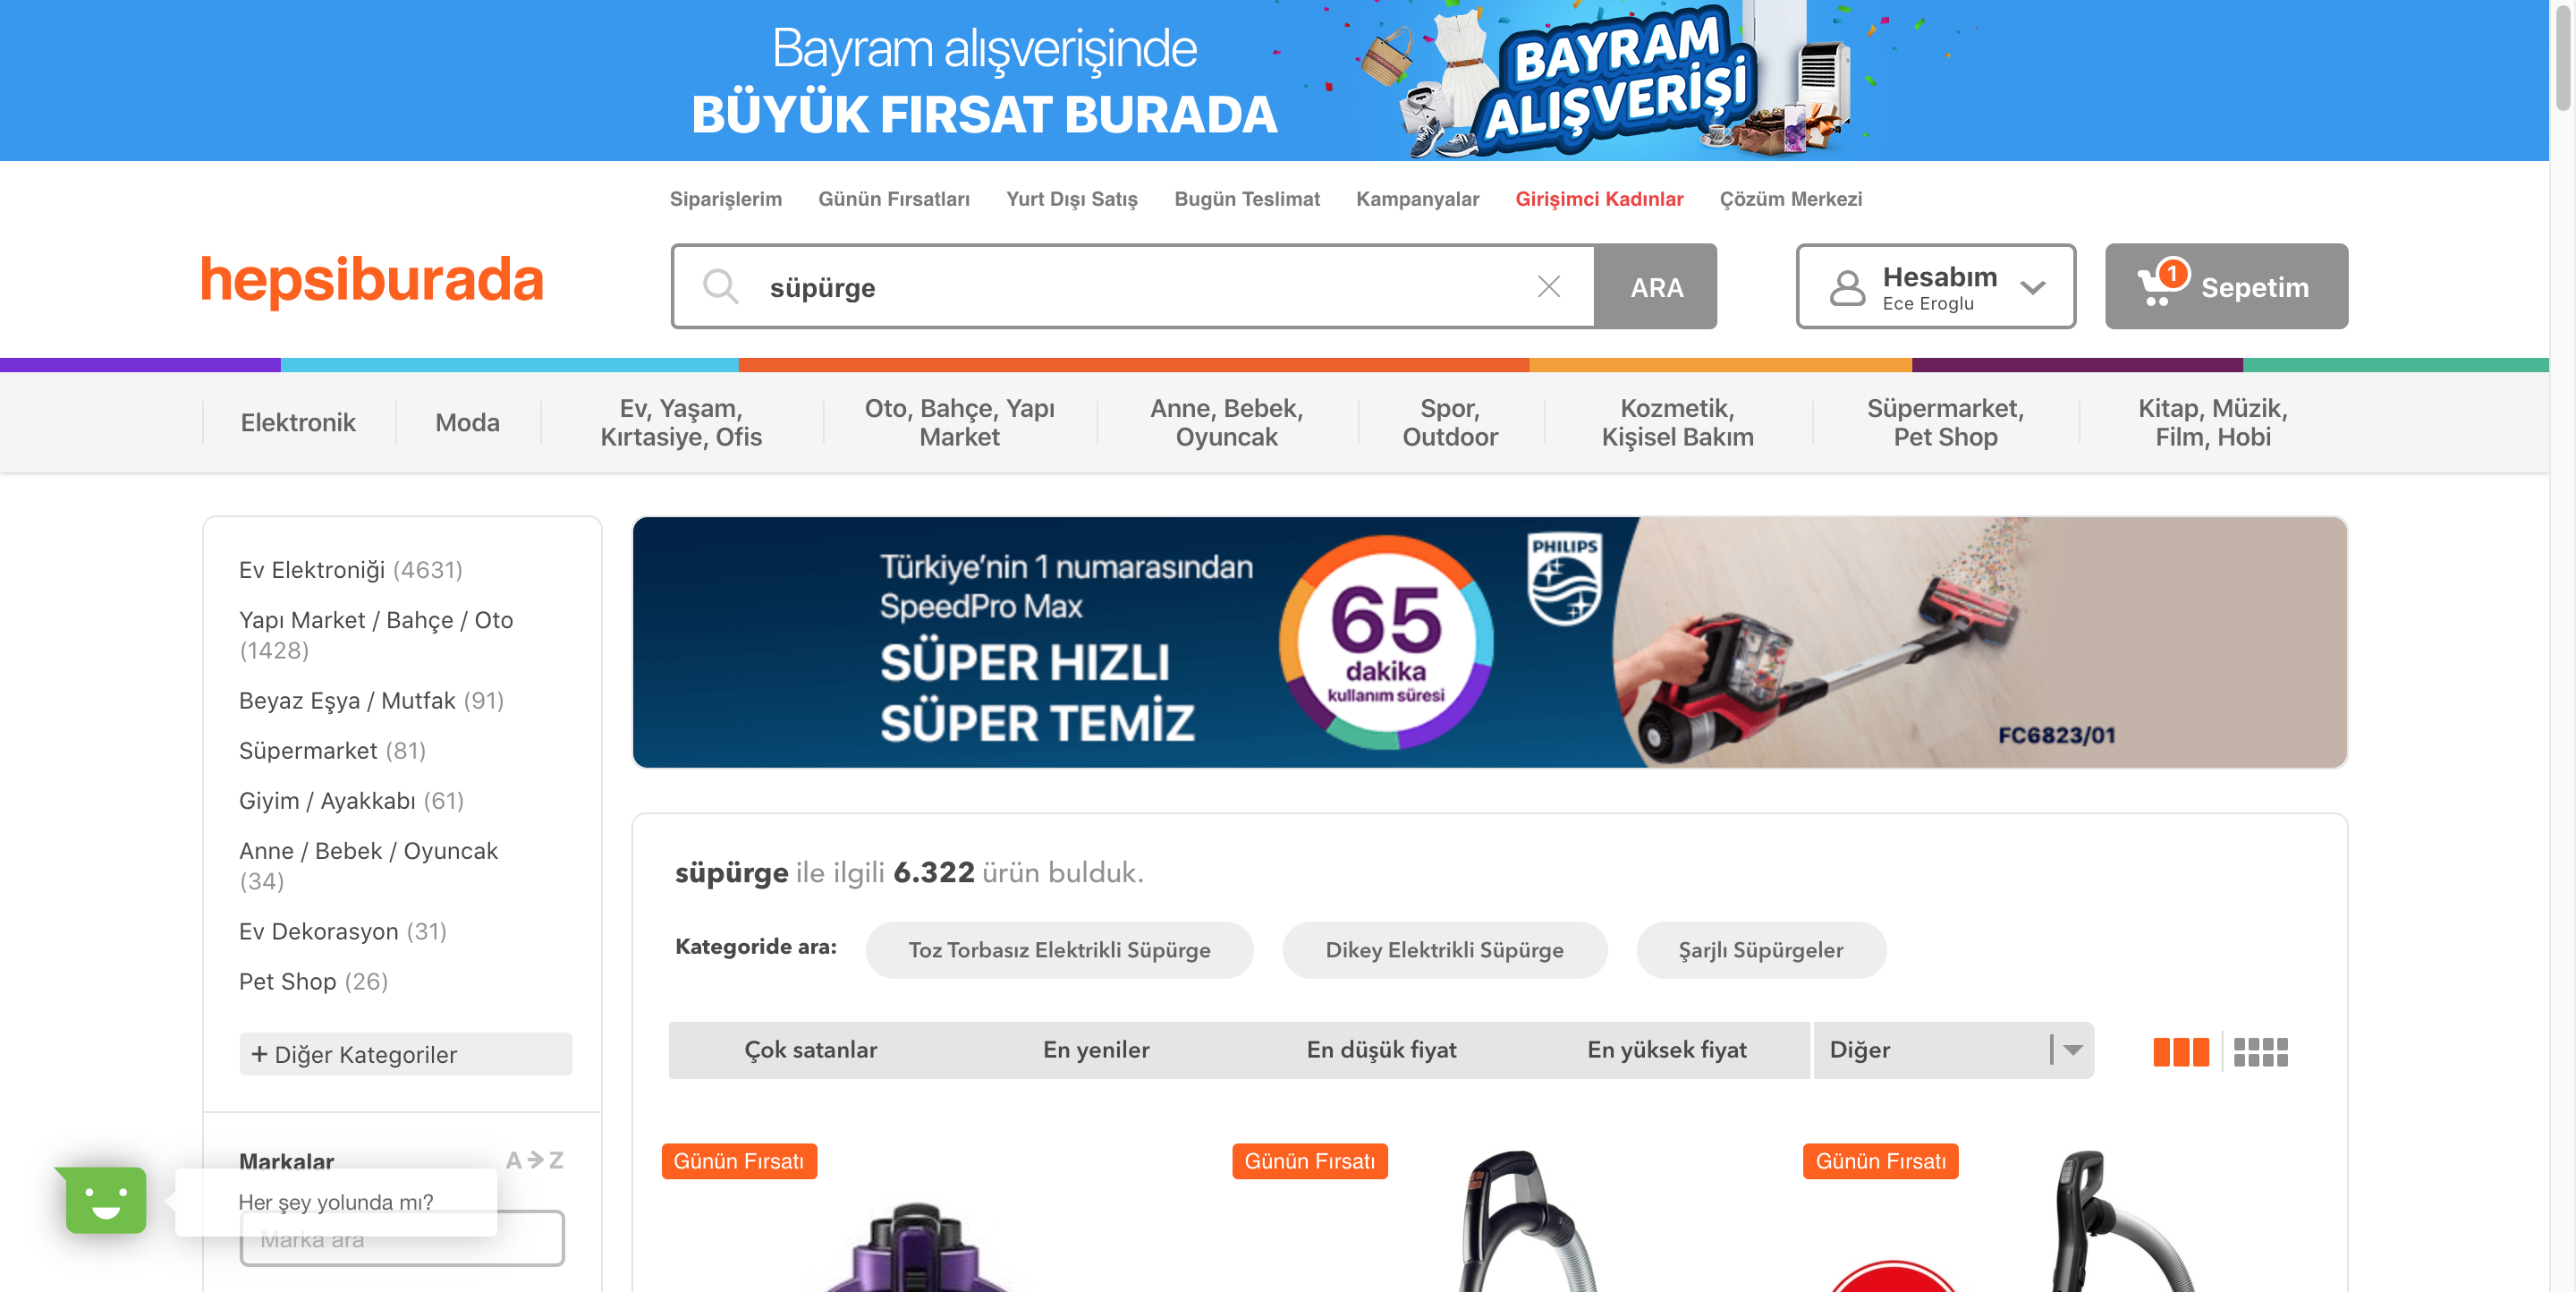 Bayram alışverişinde
BÜYÜK FIRSAT BURADA
BAYRAM
ALIŞVERİŞİ
Siparişlerim
Günün Fırsatları
Yurt Dışı Satış
Bugün Teslimat
Kampanyalar
Girişimci Kadınlar
Çözüm Merkezi
hepsiburada
süpürge
ARA
Hesabım
Ece Eroglu
1
Sepetim
Elektronik
Moda
Ev, Yaşam,
Kırtasiye, Ofis
Oto, Bahçe, Yapı
Market
Anne, Bebek,
Oyuncak
Spor,
Outdoor
Kozmetik,
Kişisel Bakım
Süpermarket,
Pet Shop
Kitap, Müzik,
Film, Hobi
Ev Elektroniği (4631)
Yapı Market / Bahçe / Oto
(1428)
Beyaz Eşya / Mutfak (91)
Süpermarket (81)
Giyim / Ayakkabı (61)
Anne / Bebek / Oyuncak
(34)
Ev Dekorasyon (31)
Pet Shop (26)
+ Diğer Kategoriler
Markalar
A→Z
Her şey yolunda mı?
Marka ara
Türkiye'nin 1 numarasından
SpeedPro Max
SÜPER HIZLI
SÜPER TEMİZ
65
dakika
kullanım süresi
PHILIPS
FC6823/01
süpürge ile ilgili 6.322 ürün bulduk.
Kategoride ara:
Toz Torbasız Elektrikli Süpürge
Dikey Elektrikli Süpürge
Şarjlı Süpürgeler
Çok satanlar
En yeniler
En düşük fiyat
En yüksek fiyat
Diğer
Günün Fırsatı
Günün Fırsatı
Günün Fırsatı